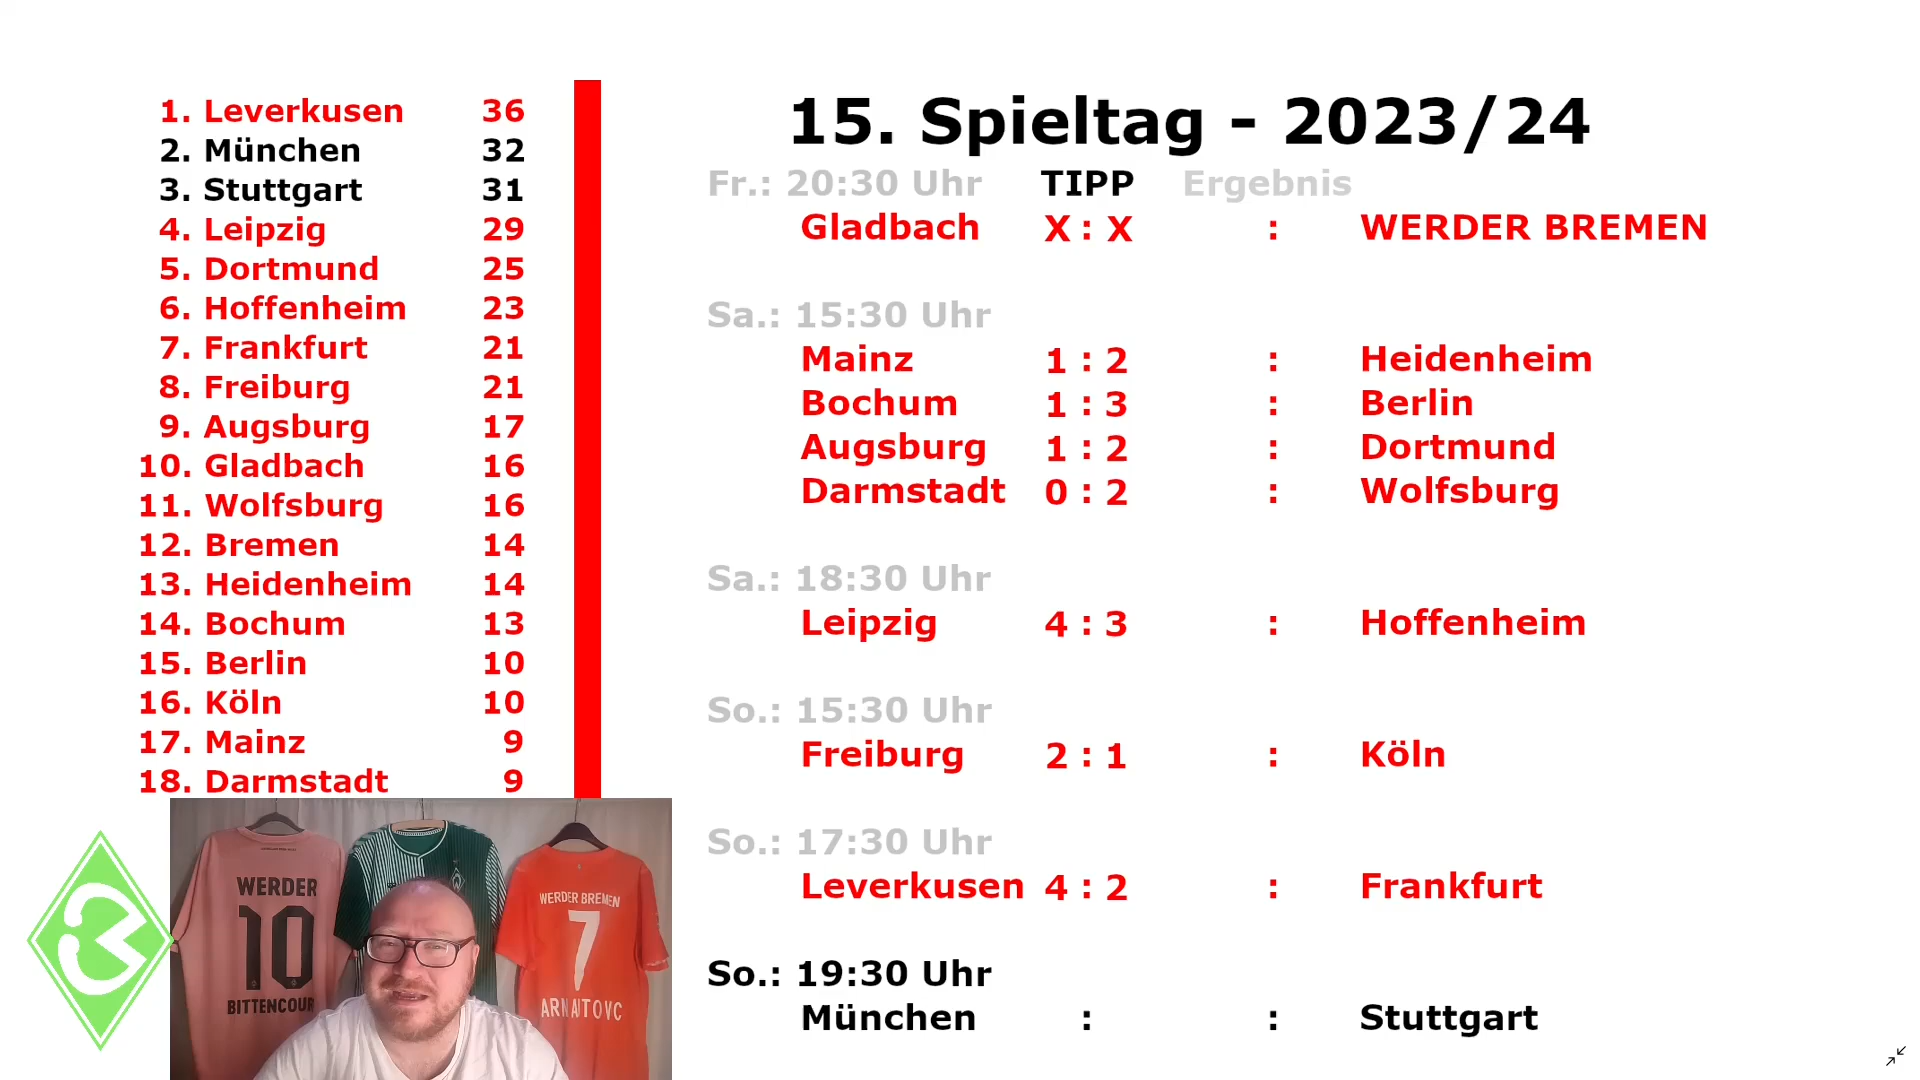 1. Leverkusen 36
2. München 32
3. Stuttgart 31
4. Leipzig 29
5. Dortmund 25
6. Hoffenheim 23
7. Frankfurt 21
8. Freiburg 21
9. Augsburg 17
10. Gladbach 16
11. Wolfsburg 16
12. Bremen 14
13. Heidenheim 14
14. Bochum 13
15. Berlin 10
16. Köln 10
17. Mainz 9
18. Darmstadt 9
15. Spieltag - 2023/24
Fr.: 20:30 Uhr TIPP Ergebnis
Gladbach X : X : WERDER BREMEN
Sa.: 15:30 Uhr
Mainz 1 : 2 : Heidenheim
Bochum 1 : 3 : Berlin
Augsburg 1 : 2 : Dortmund
Darmstadt 0 : 2 : Wolfsburg
Sa.: 18:30 Uhr
Leipzig 4 : 3 : Hoffenheim
So.: 15:30 Uhr
Freiburg 2 : 1 : Köln
So.: 17:30 Uhr
Leverkusen 4 : 2 : Frankfurt
So.: 19:30 Uhr
München : : Stuttgart
WERDER
10
BITTENCOUR
WERDER BREMEN
7
ARNAUTOVC